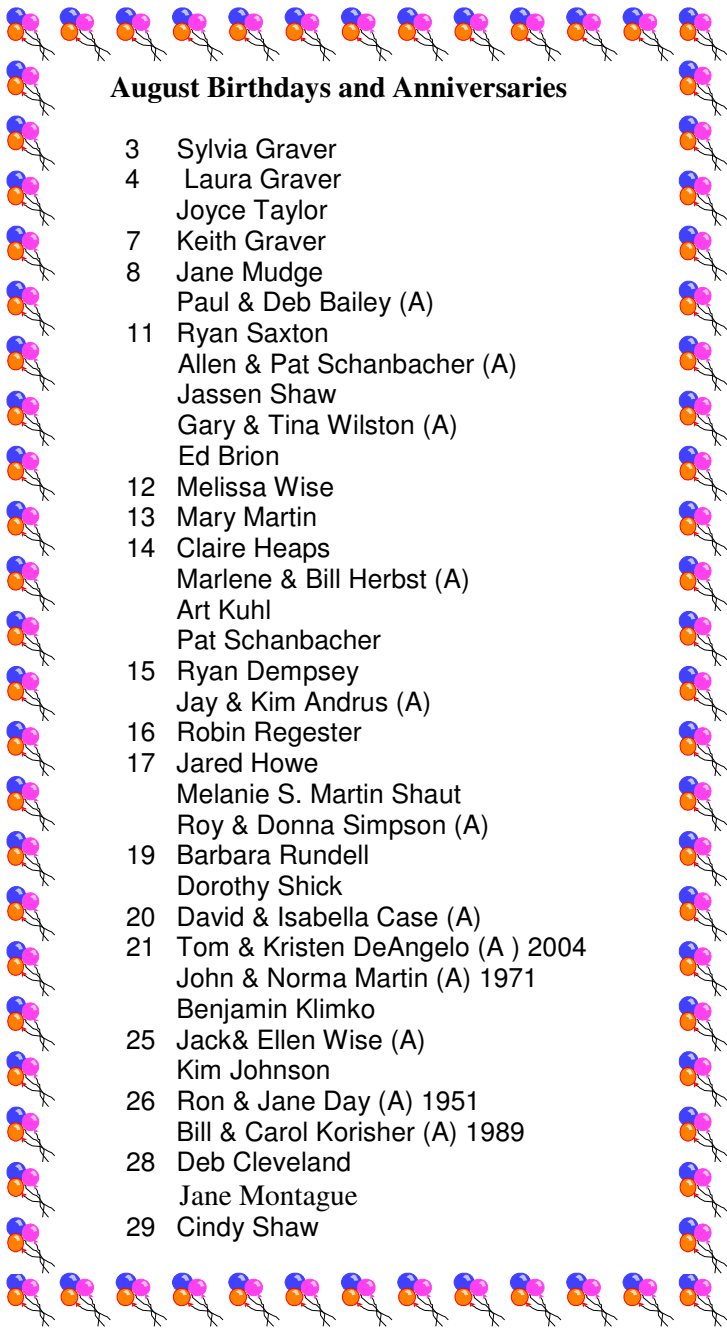 August Birthdays and Anniversaries
3 Sylvia Graver
4 Laura Graver
Joyce Taylor
7 Keith Graver
8 Jane Mudge
Paul & Deb Bailey (A)
11 Ryan Saxton
Allen & Pat Schanbacher (A)
Jassen Shaw
Gary & Tina Wilston (A)
Ed Brion
12 Melissa Wise
13 Mary Martin
14 Claire Heaps
Marlene & Bill Herbst (A)
Art Kuhl
Pat Schanbacher
15 Ryan Dempsey
Jay & Kim Andrus (A)
16 Robin Regester
17 Jared Howe
Melanie S. Martin Shaut
Roy & Donna Simpson (A)
19 Barbara Rundell
Dorothy Shick
20 David & Isabella Case (A)
21 Tom & Kristen DeAngelo (A ) 2004
John & Norma Martin (A) 1971
Benjamin Klimko
25 Jack& Ellen Wise (A)
Kim Johnson
26 Ron & Jane Day (A) 1951
Bill & Carol Korisher (A) 1989
28 Deb Cleveland
Jane Montague
29 Cindy Shaw